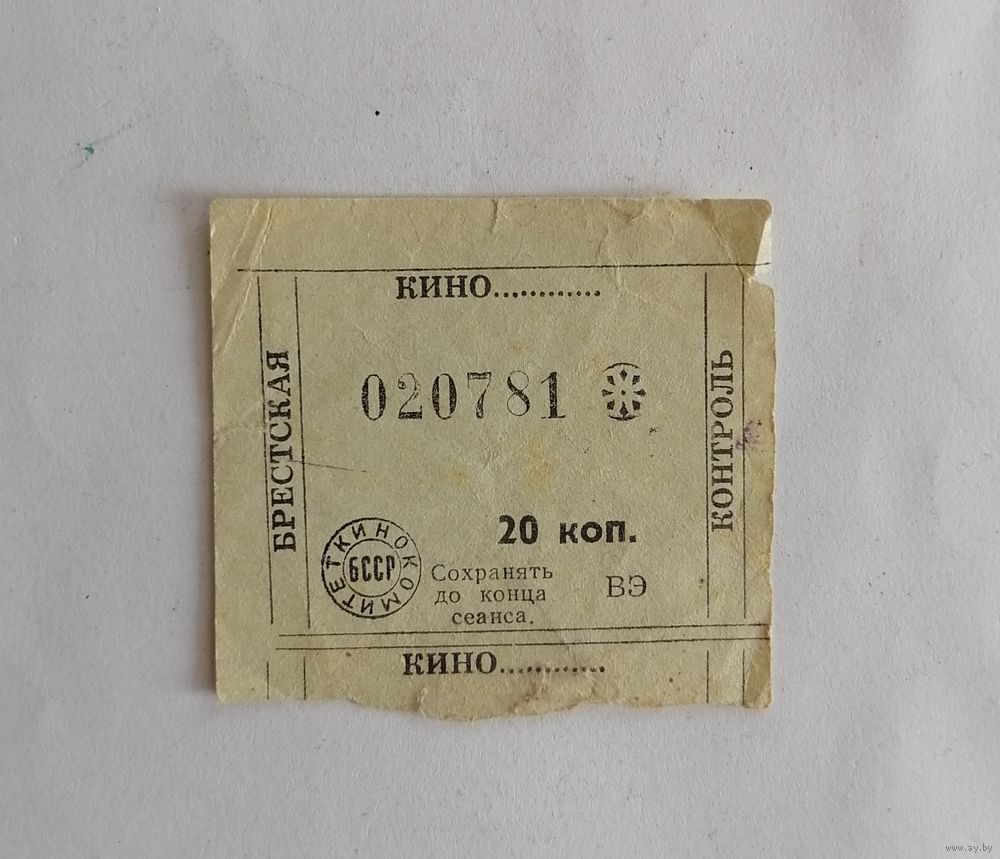 КИНО............
БРЕСТСКАЯ
020781
КОНТРОЛЬ
20 коп.
КИНОКОМИТЕТ
БССР
Сохранять
до конца
сеанса.
ВЭ
КИНО............
www.ay.by